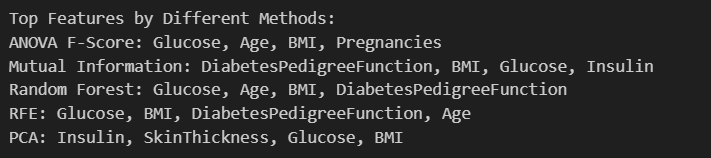 Top Features by Different Methods:
ANOVA F-Score: Glucose, Age, BMI, Pregnancies
Mutual Information: DiabetesPedigreeFunction, BMI, Glucose, Insulin
Random Forest: Glucose, Age, BMI, DiabetesPedigreeFunction
RFE: Glucose, BMI, DiabetesPedigreeFunction, Age
PCA: Insulin, SkinThickness, Glucose, BMI